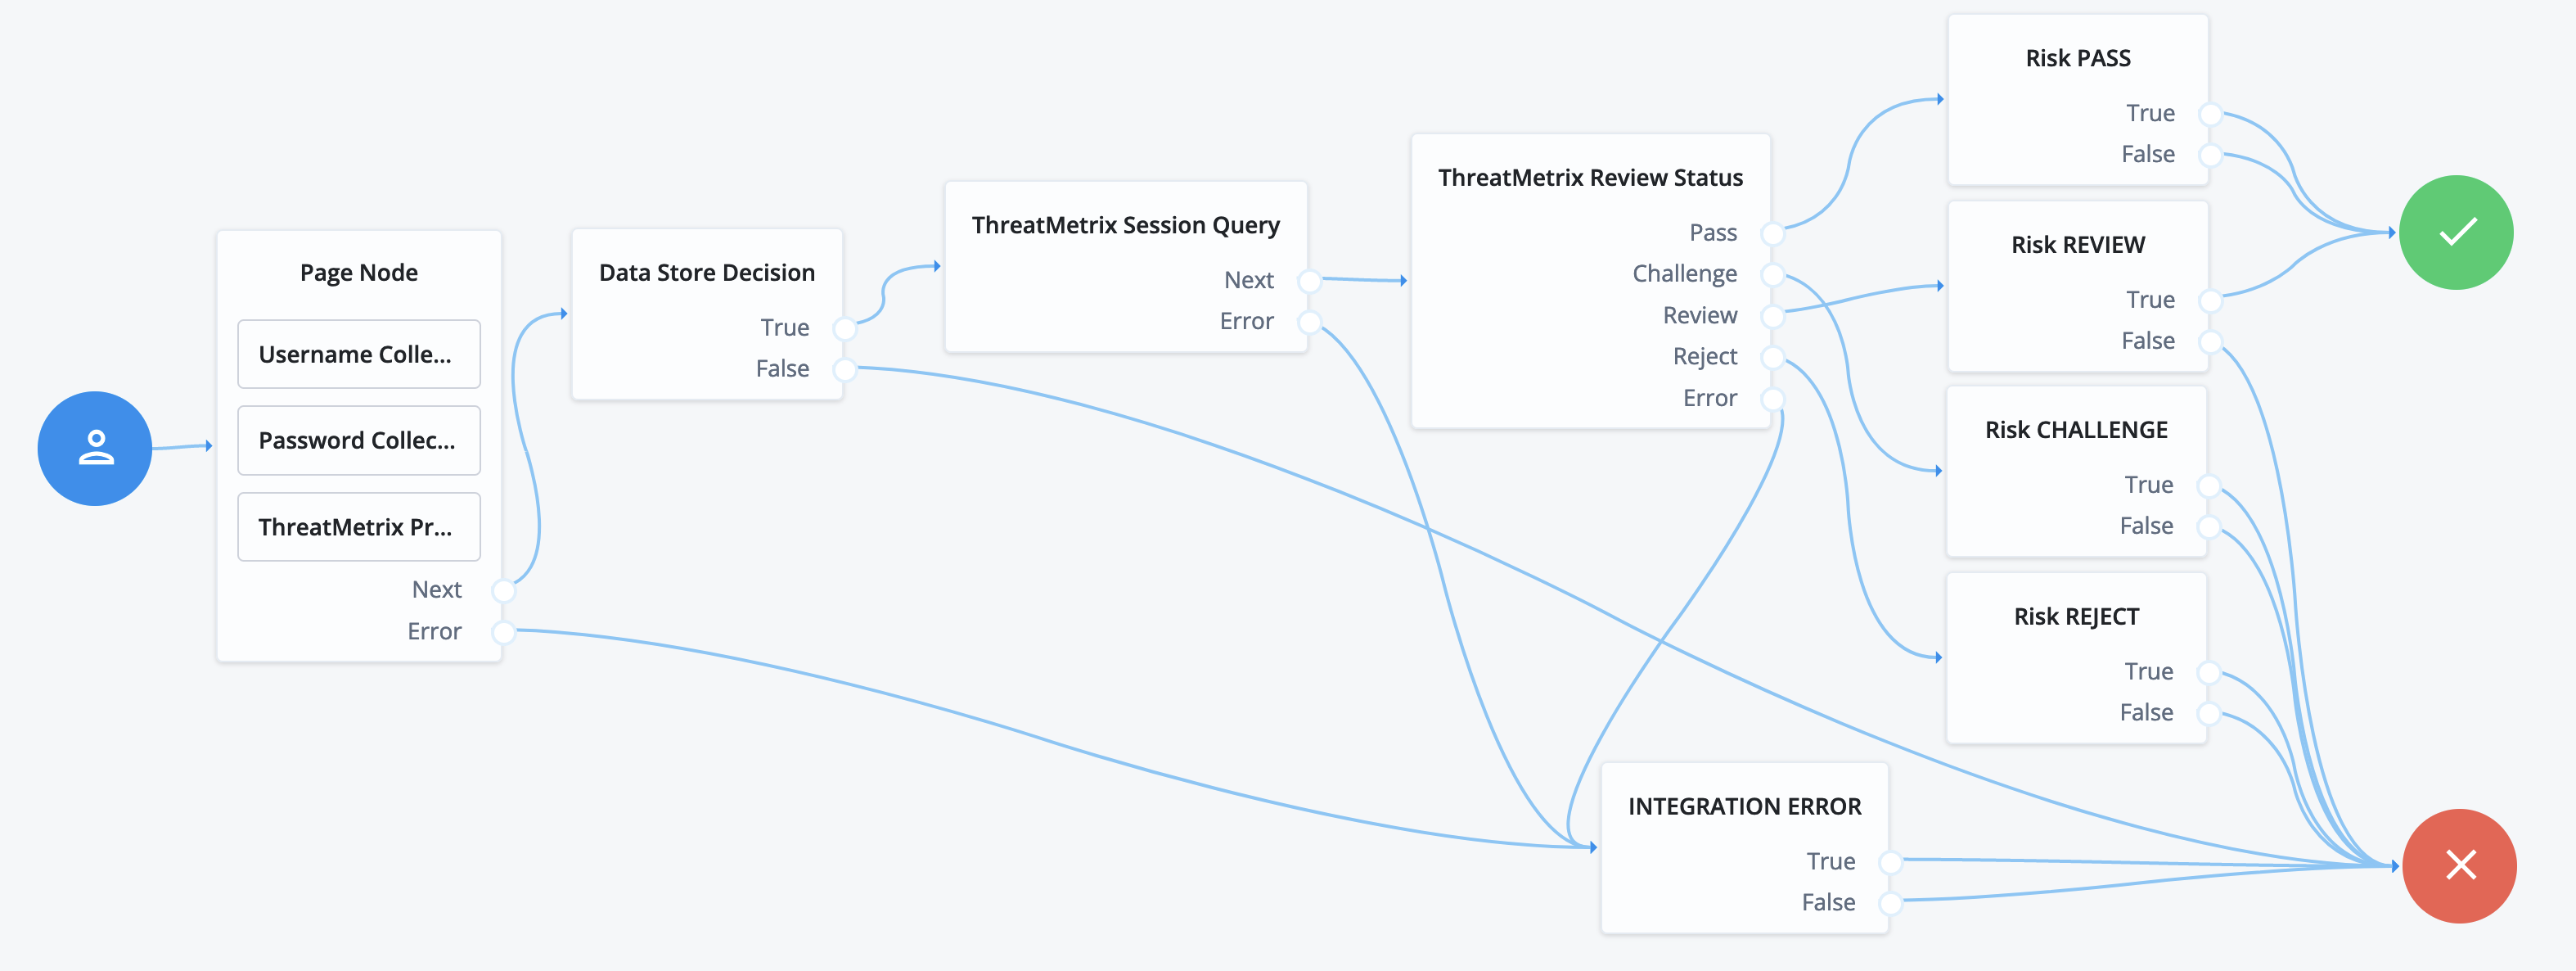 Page Node
Username Colle...
Password Collec...
ThreatMetrix Pr...
Next
Error
Data Store Decision
True
False
ThreatMetrix Session Query
Next
Error
ThreatMetrix Review Status
Pass
Challenge
Review
Reject
Error
Risk PASS
True
False
Risk REVIEW
True
False
Risk CHALLENGE
True
False
Risk REJECT
True
False
INTEGRATION ERROR
True
False